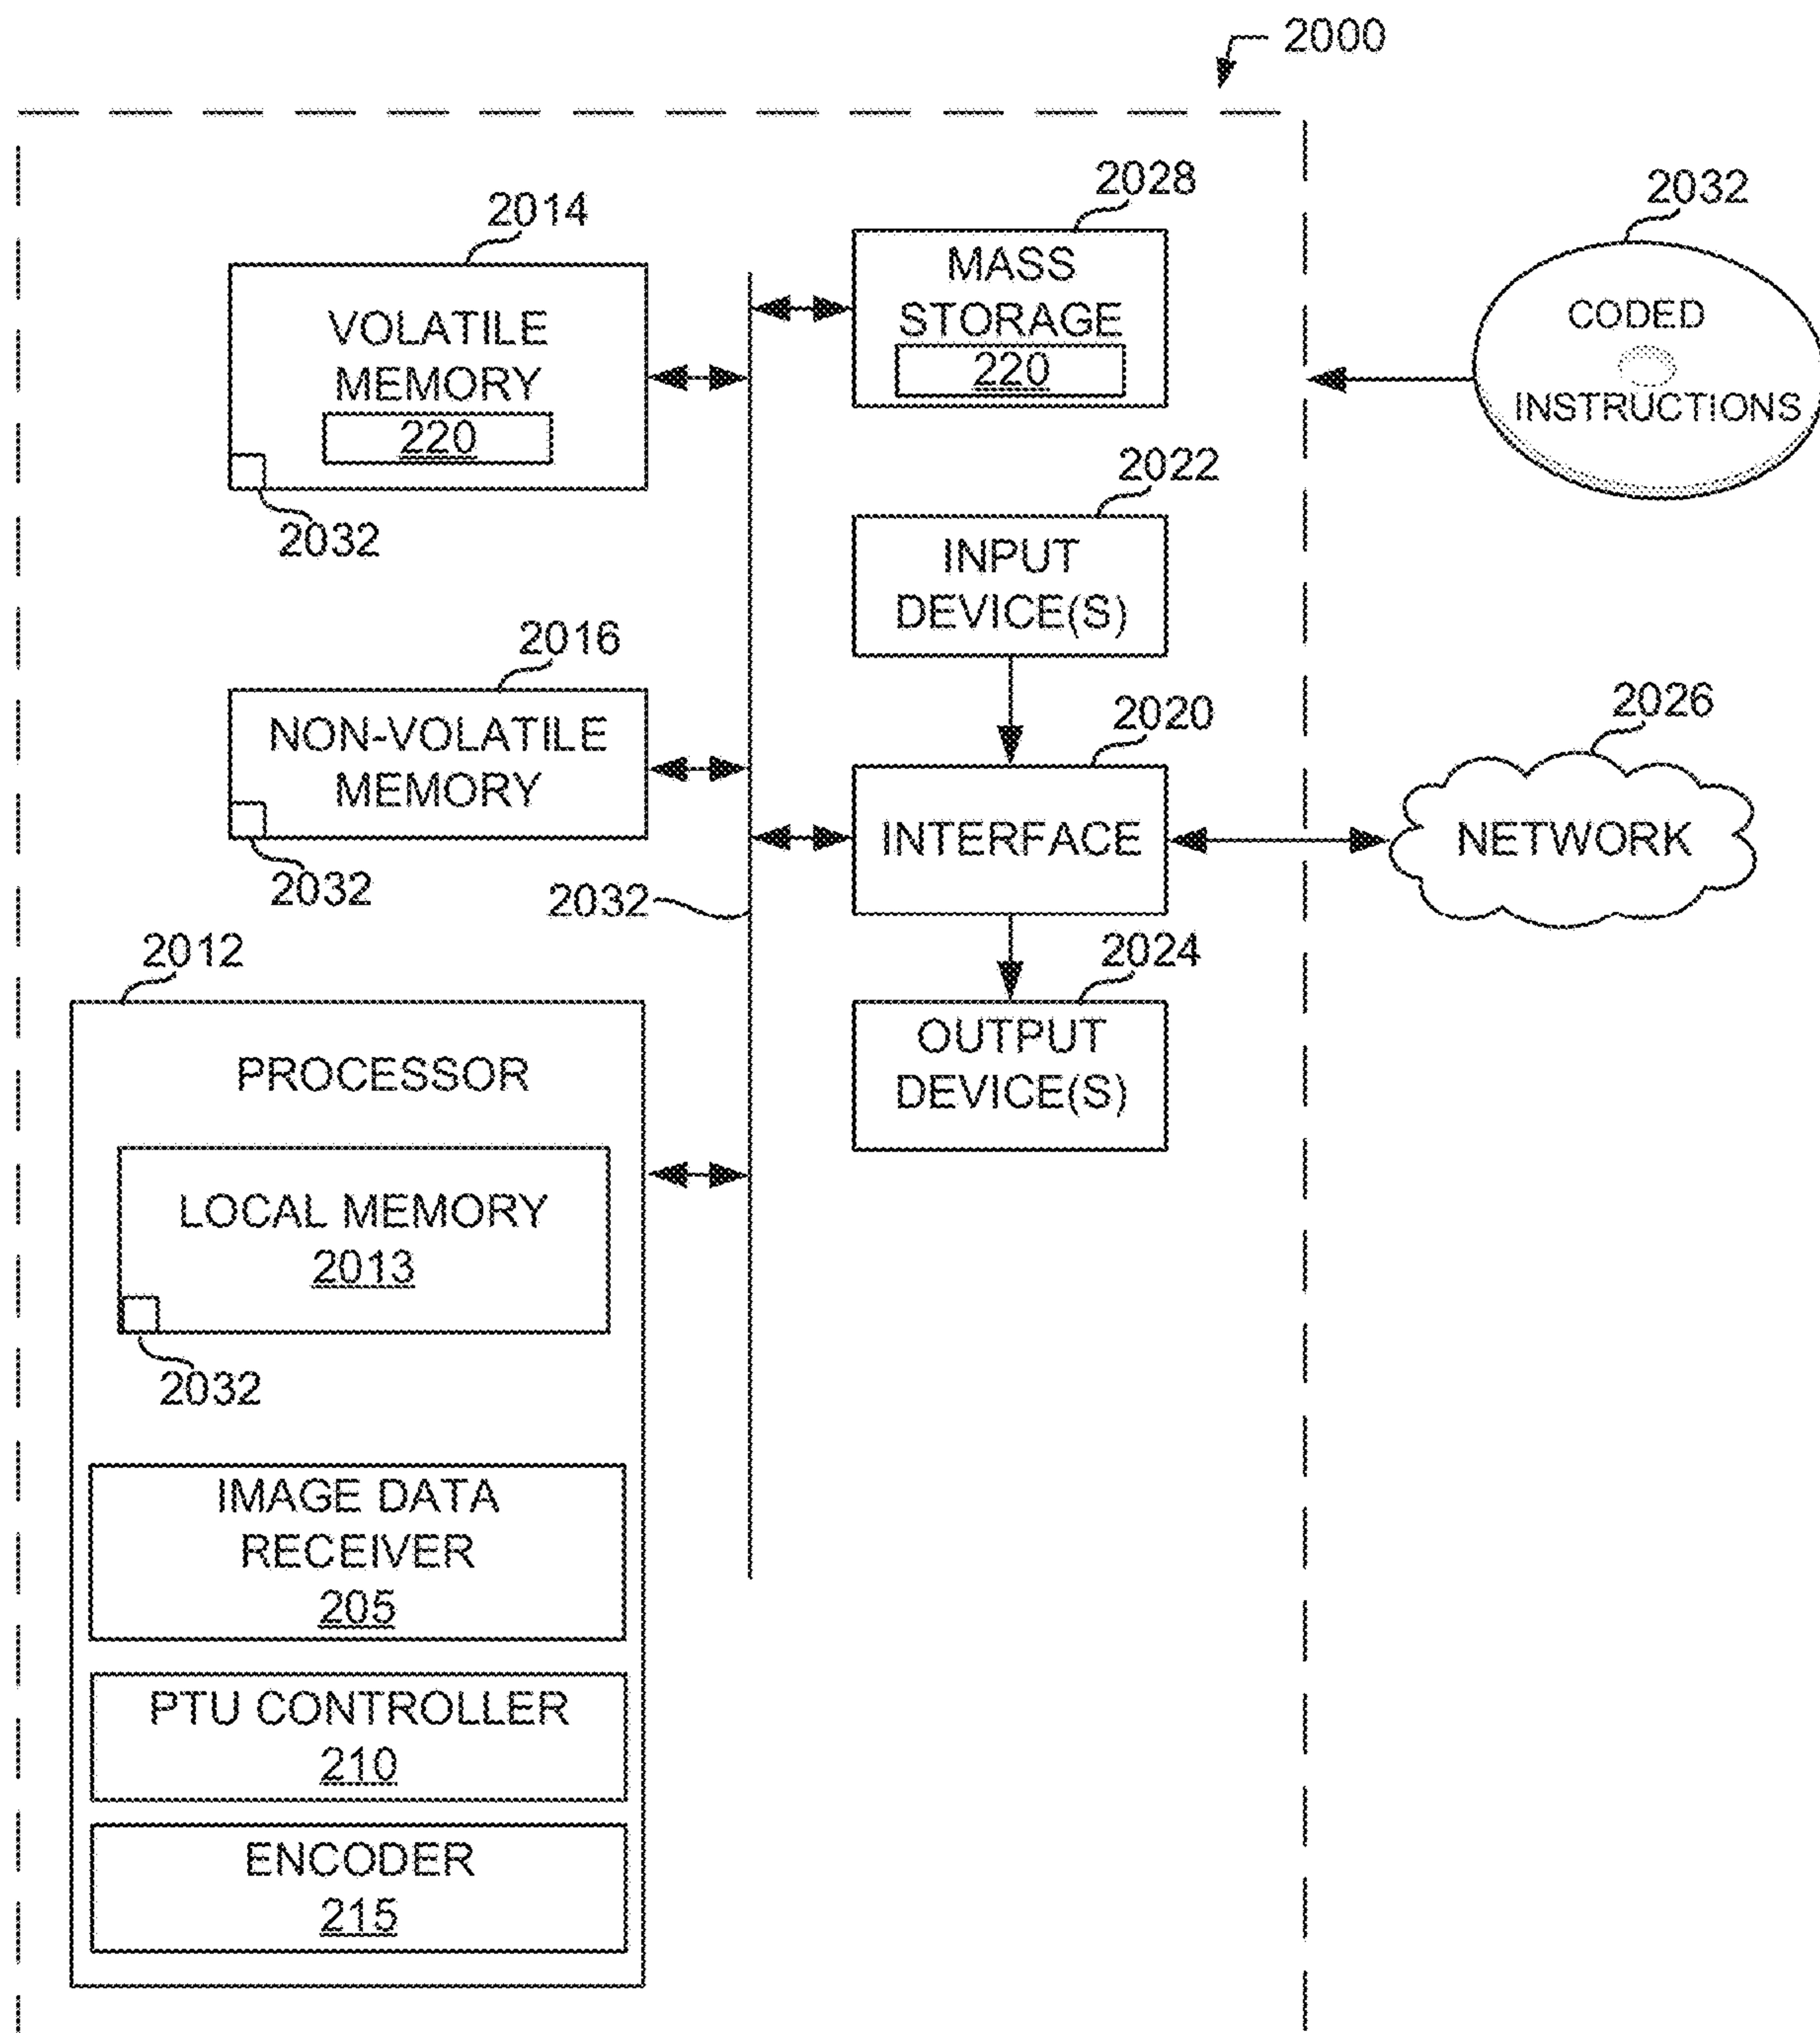 2000
2014
VOLATILE
MEMORY
220
2032
2028
MASS
STORAGE
220
2032
CODED
INSTRUCTIONS
2022
INPUT
DEVICE(S)
2016
NON-VOLATILE
MEMORY
2032
2032
2020
INTERFACE
2026
NETWORK
2024
OUTPUT
DEVICE(S)
2012
PROCESSOR
LOCAL MEMORY
2013
2032
IMAGE DATA
RECEIVER
205
PTU CONTROLLER
210
ENCODER
215